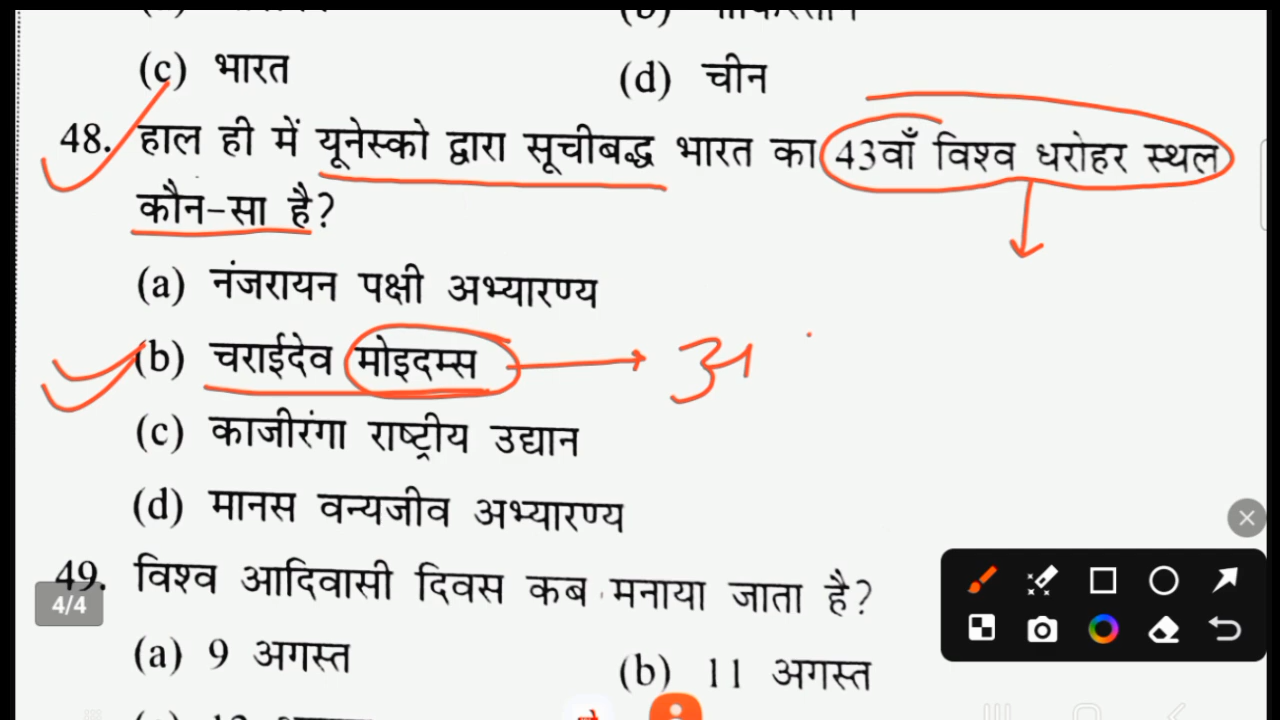 (c) भारत (d) चीन
48. हाल ही में यूनेस्को द्वारा सूचीबद्ध भारत का 43वाँ विश्व धरोहर स्थल
कौन-सा है?
(a) नंजरायन पक्षी अभ्यारण्य
(b) चराईदेव मोइदम्स अ
(c) काजीरंगा राष्ट्रीय उद्यान
(d) मानस वन्यजीव अभ्यारण्य
49. विश्व आदिवासी दिवस कब मनाया जाता है?
4/4
(a) 9 अगस्त (b) 11 अगस्त